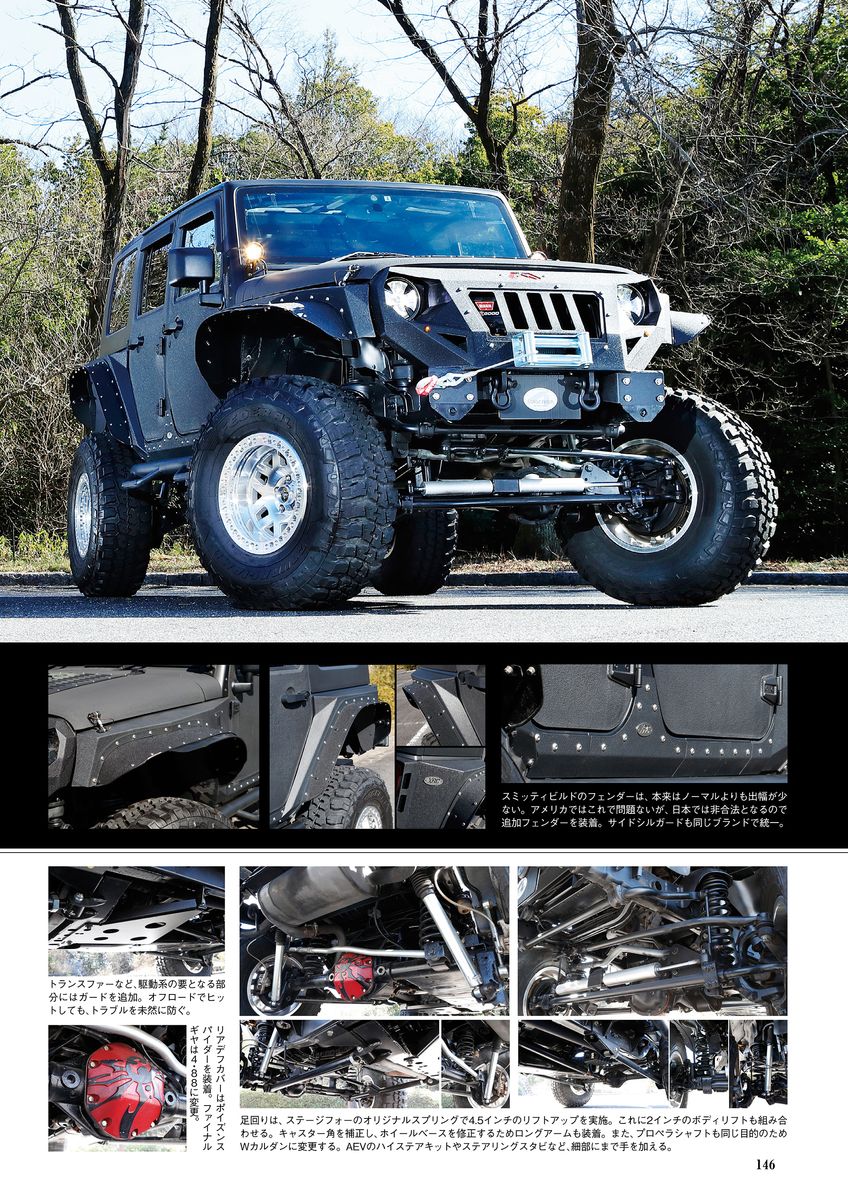 WARN
スミッティビルドのフェンダーは、本来はノーマルよりも出幅が少
ない。アメリカではこれで問題ないが、日本では非合法となるので
追加フェンダーを装着。サイドシルガードも同じブランドで統一。
トランスファーなど、駆動系の要となる部
分にはガードを追加。オフロードでヒッ
トしても、トラブルを未然に防ぐ。
リアデフカバーはポイズンス
パイダーを装着。ファイナル
ギヤは4・88に変更。
足回りは、ステージフォーのオリジナルスプリングで4.5インチのリフトアップを実施。これに2インチのボディリフトも組み合
わせる。キャスター角を補正し、ホイールベースを修正するためロングアームも装着。また、プロペラシャフトも同じ目的のため
Wカルダンに変更する。AEVのハイステアキットやステアリングスタビなど、細部にまで手を加える。
146